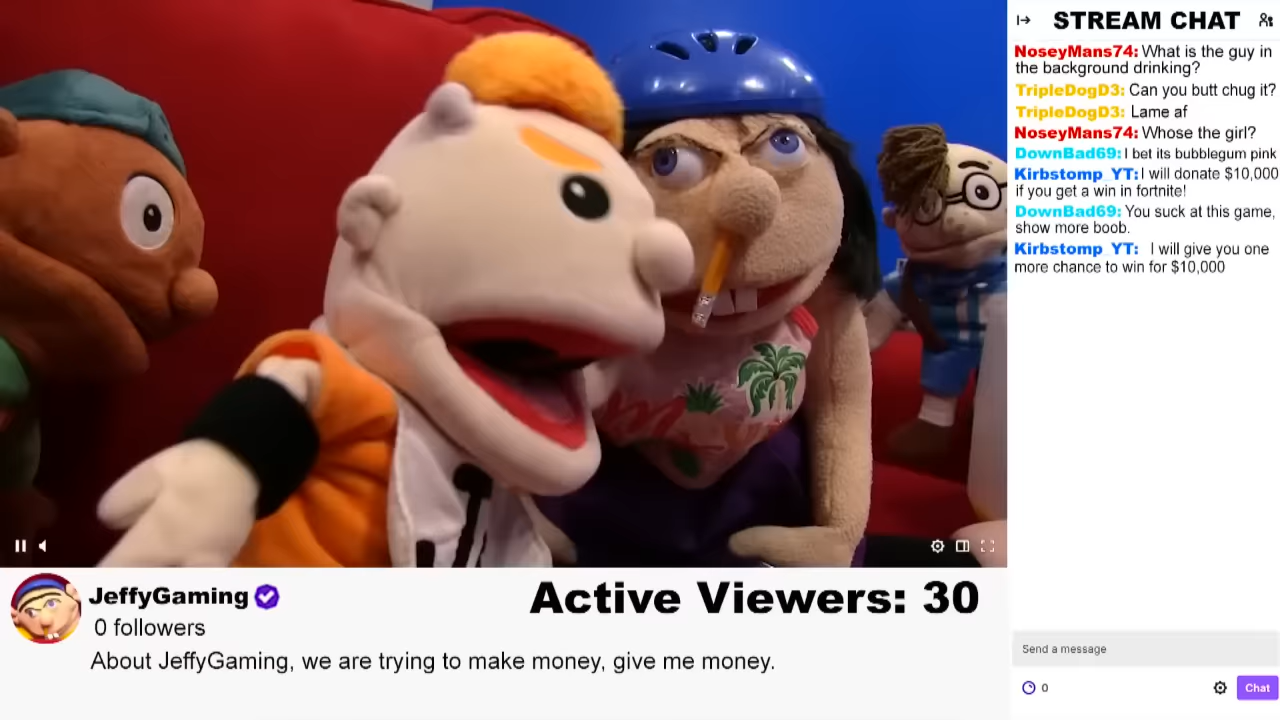 STREAM CHAT
NoseyMans74: What is the guy in
the background drinking?
TripleDogD3: Can you butt chug it?
TripleDogD3: Lame af
NoseyMans74: Whose the girl?
DownBad69: I bet its bubblegum pink
Kirbstomp_YT: I will donate $10,000
if you get a win in fortnite!
DownBad69: You suck at this game,
show more boob.
Kirbstomp_YT: I will give you one
more chance to win for $10,000
JeffyGaming
0 followers
Active Viewers: 30
About JeffyGaming, we are trying to make money, give me money.
Send a message
0
Chat